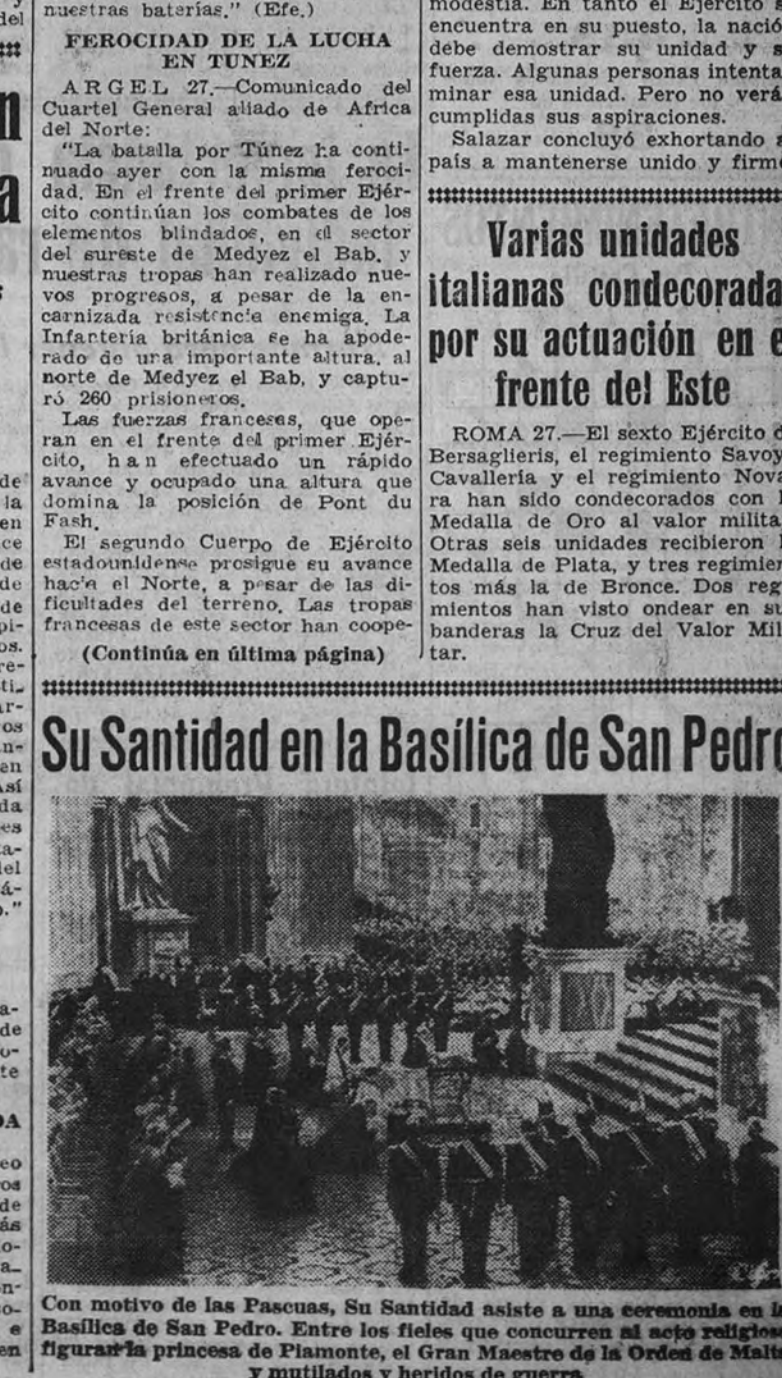 nuestras baterías." (Efe.)
FEROCIDAD DE LA LUCHA
EN TUNEZ
ARGEL 27.—Comunicado del
Cuartel General aliado de Africa
del Norte:
"La batalla por Túnez ha conti-
nuado ayer con la misma feroci-
dad. En el frente del primer Ejér-
cito continúan los combates de los
elementos blindados, en el sector
del sureste de Medyez el Bab, y
nuestras tropas han realizado nue-
vos progresos, a pesar de la en-
carnizada resistencia enemiga. La
Infantería británica se ha apode-
rado de una importante altura, al
norte de Medyez el Bab, y captu-
ró 260 prisioneros.
Las fuerzas francesas, que ope-
ran en el frente del primer Ejér-
cito, han efectuado un rápido
avance y ocupado una altura que
domina la posición de Pont du
Fash.
El segundo Cuerpo de Ejército
estadounidense prosigue su avance
hacia el Norte, a pesar de las di-
ficultades del terreno. Las tropas
francesas de este sector han coope-
(Continúa en última página)
modestia. En tanto el Ejército s
encuentra en su puesto, la nació
debe demostrar su unidad y s
fuerza. Algunas personas intenta
minar esa unidad. Pero no verá
cumplidas sus aspiraciones.
Salazar concluyó exhortando a
país a mantenerse unido y firme
Varias unidades
italianas condecorada
por su actuación en e
frente del Este
ROMA 27.—El sexto Ejército d
Bersaglieris, el regimiento Savoy
Cavallería y el regimiento Nova
ra han sido condecorados con l
Medalla de Oro al valor milita
Otras seis unidades recibieron l
Medalla de Plata, y tres regimien
tos más la de Bronce. Dos regi
mientos han visto ondear en su
banderas la Cruz del Valor Mili
tar.
Su Santidad en la Basílica de San Pedro
Con motivo de las Pascuas, Su Santidad asiste a una ceremonia en la
Basílica de San Pedro. Entre los fieles que concurren al acto religioso
figuran la princesa de Piamonte, el Gran Maestre de la Orden de Malta
y mutilados y heridos de guerra